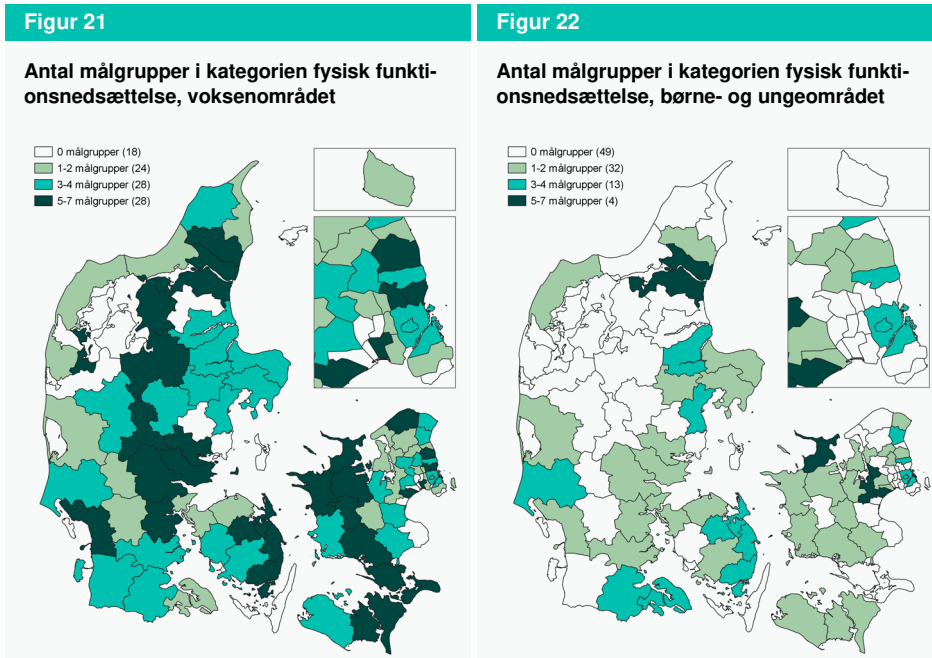 Figur 21
Antal målgrupper i kategorien fysisk funkti-
onsnedsættelse, voksenområdet
0 målgrupper (18)
1-2 målgrupper (24)
3-4 målgrupper (28)
5-7 målgrupper (28)
Figur 22
Antal målgrupper i kategorien fysisk funkti-
onsnedsættelse, børne- og ungeområdet
0 målgrupper (49)
1-2 målgrupper (32)
3-4 målgrupper (13)
5-7 målgrupper (4)